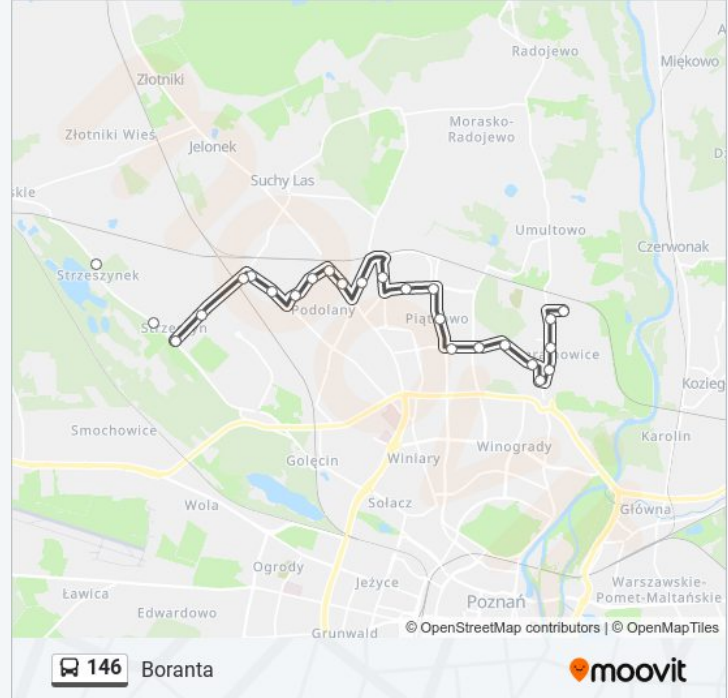 Radojewo
Złotniki
Miękowo
Morasko-
Radojewo
Złotniki Wieś
Jelonek
Suchy Las
skie
Umultowo
Czerwonak
Strzeszynek
Podolany
Piątkowo
Smochowice
Karolin
Winogrady
Golęcin
Winiary
Wola
Sołacz
Główna
Ogrody
Ławica
Jeżyce
Warszawskie-
Pomet-Maltańskie
Edwardowo
Poznań
Grunwald
© OpenStreetMap contributors | © OpenMapTiles
146 Boranta
moovit